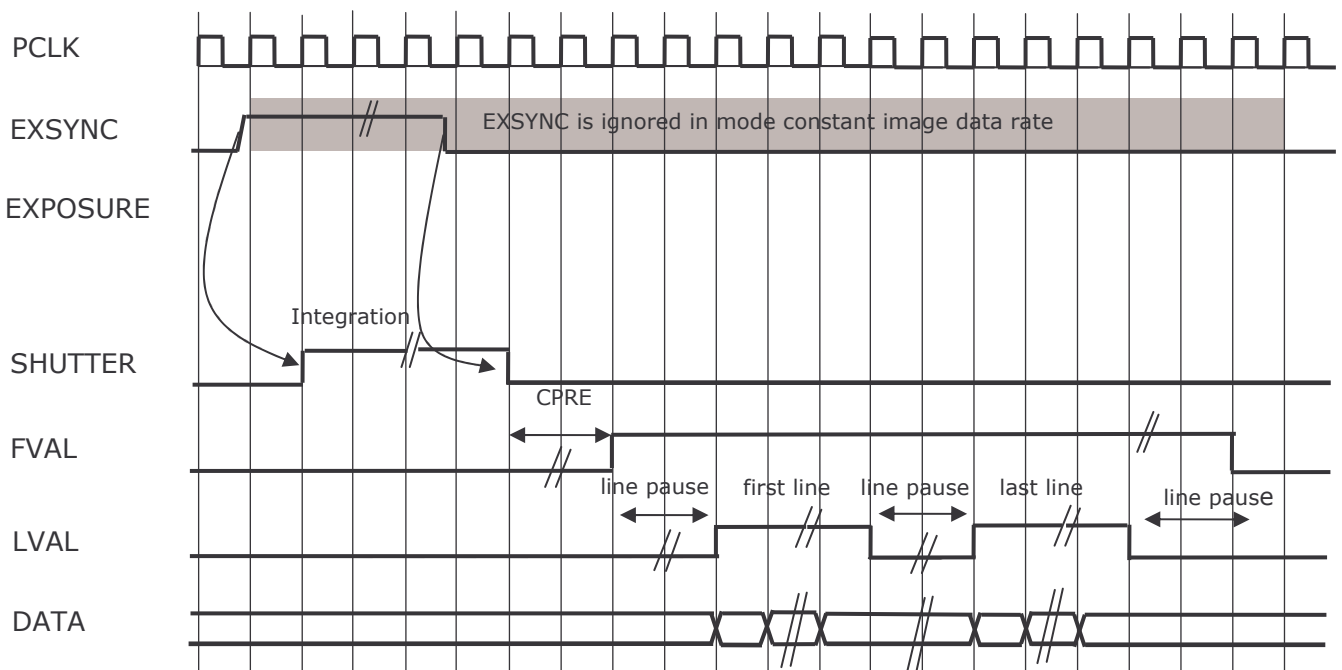 PCLK
EXSYNC
EXSYNC is ignored in mode constant image data rate
EXPOSURE
Integration
SHUTTER
CPRE
FVAL
line pause
first line
line pause
last line
line pause
LVAL
DATA